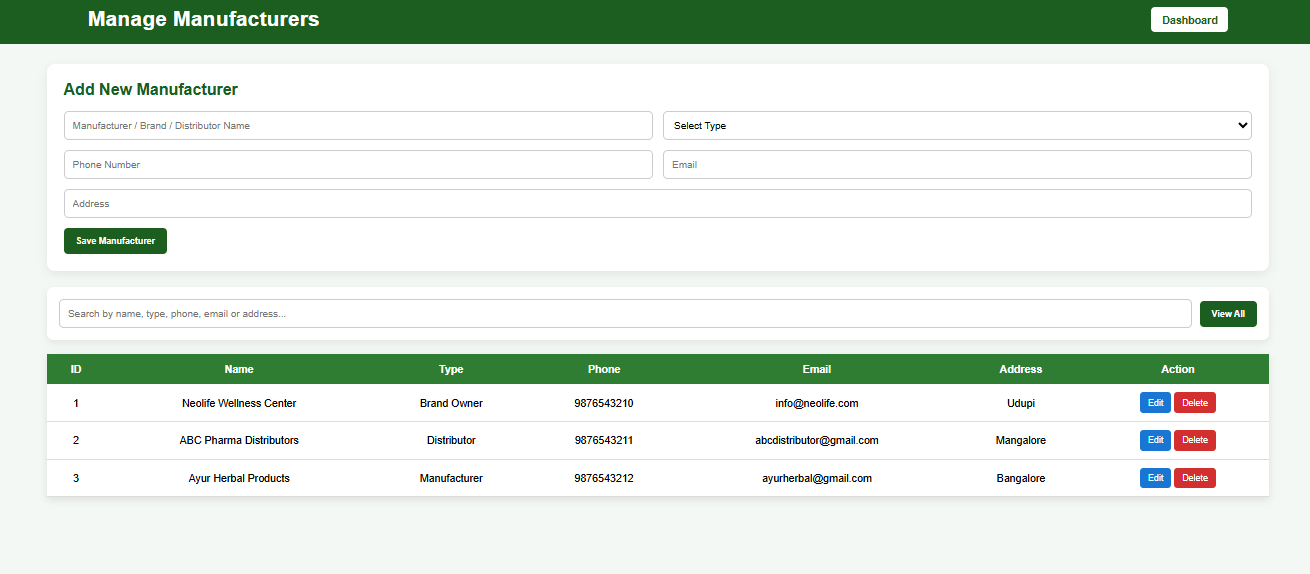 Manage Manufacturers Dashboard
Add New Manufacturer
Manufacturer / Brand / Distributor Name Select Type
Phone Number Email
Address
Save Manufacturer
Search by name, type, phone, email or address... View All
ID Name Type Phone Email Address Action
1 Neolife Wellness Center Brand Owner 9876543210 info@neolife.com Udupi Edit Delete
2 ABC Pharma Distributors Distributor 9876543211 abcdistributor@gmail.com Mangalore Edit Delete
3 Ayur Herbal Products Manufacturer 9876543212 ayurherbal@gmail.com Bangalore Edit Delete